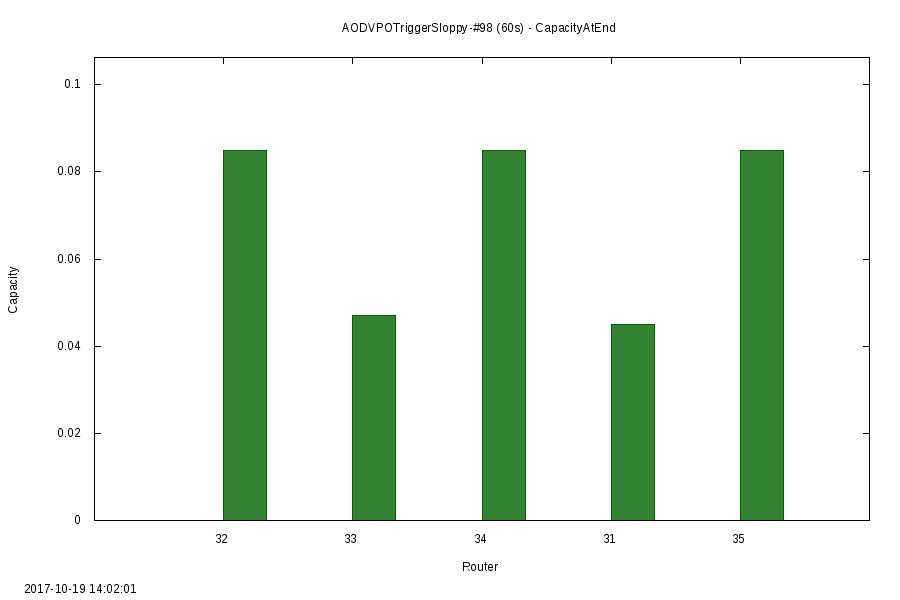 AODVPOTriggerSloppy-#98 (60s) - CapacityAtEnd
0.1
0.08
0.06
0.04
0.02
0
Capacity
32 33 34 31 35
Router
2017-10-19 14:02:01